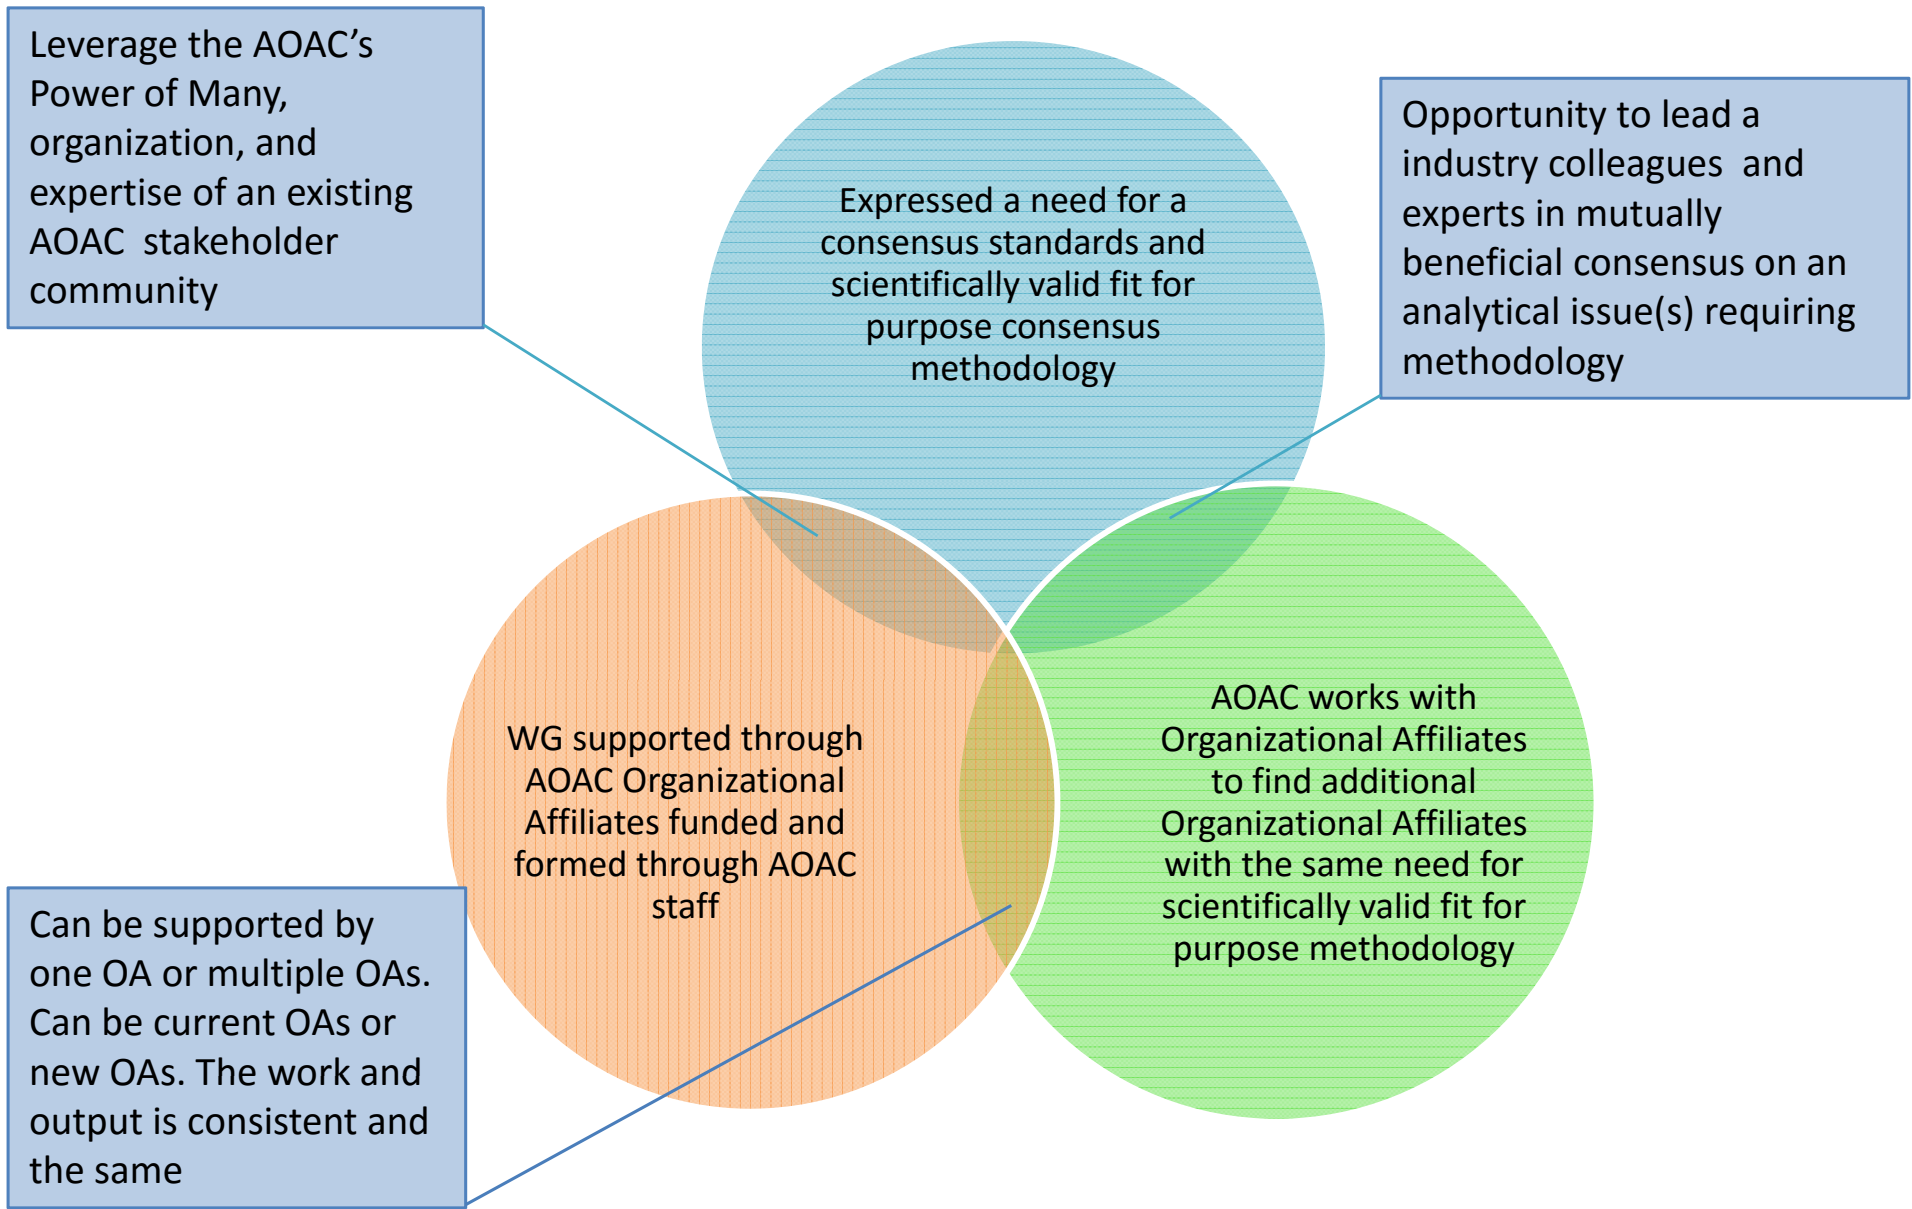 Leverage the AOAC's
Power of Many,
organization, and
expertise of an existing
AOAC stakeholder
community
Expressed a need for a
consensus standards and
scientifically valid fit for
purpose consensus
methodology
Opportunity to lead a
industry colleagues and
experts in mutually
beneficial consensus on an
analytical issue(s) requiring
methodology
WG supported through
AOAC Organizational
Affiliates funded and
formed through AOAC
staff
AOAC works with
Organizational Affiliates
to find additional
Organizational Affiliates
with the same need for
scientifically valid fit for
purpose methodology
Can be supported by
one OA or multiple OAs.
Can be current OAs or
new OAs. The work and
output is consistent and
the same